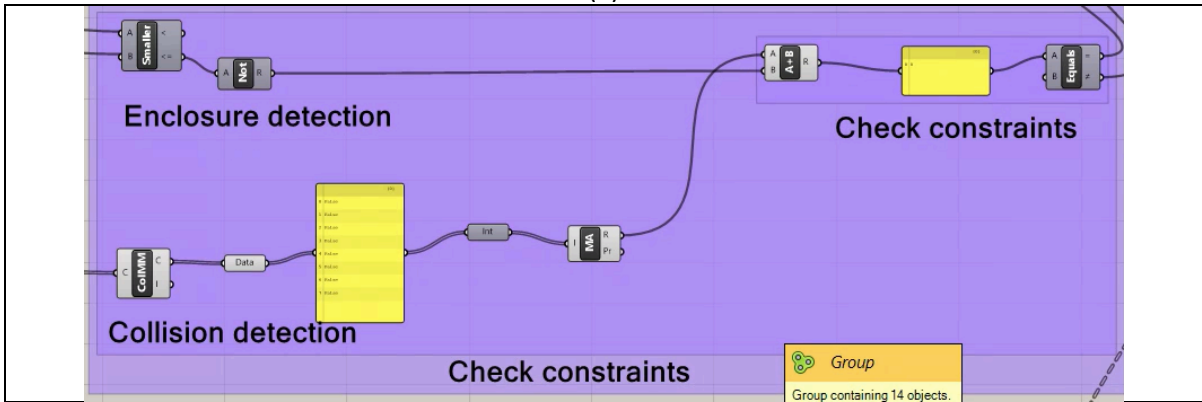 A
B
Smaller
<
<=
A
Not
R
Enclosure detection
A
B
A+B
R
A
B
Equals
=
≠
Check constraints
C
ColMM
C
I
Data
Int
I
MA
R
Pr
Collision detection
Check constraints
Group
Group containing 14 objects.